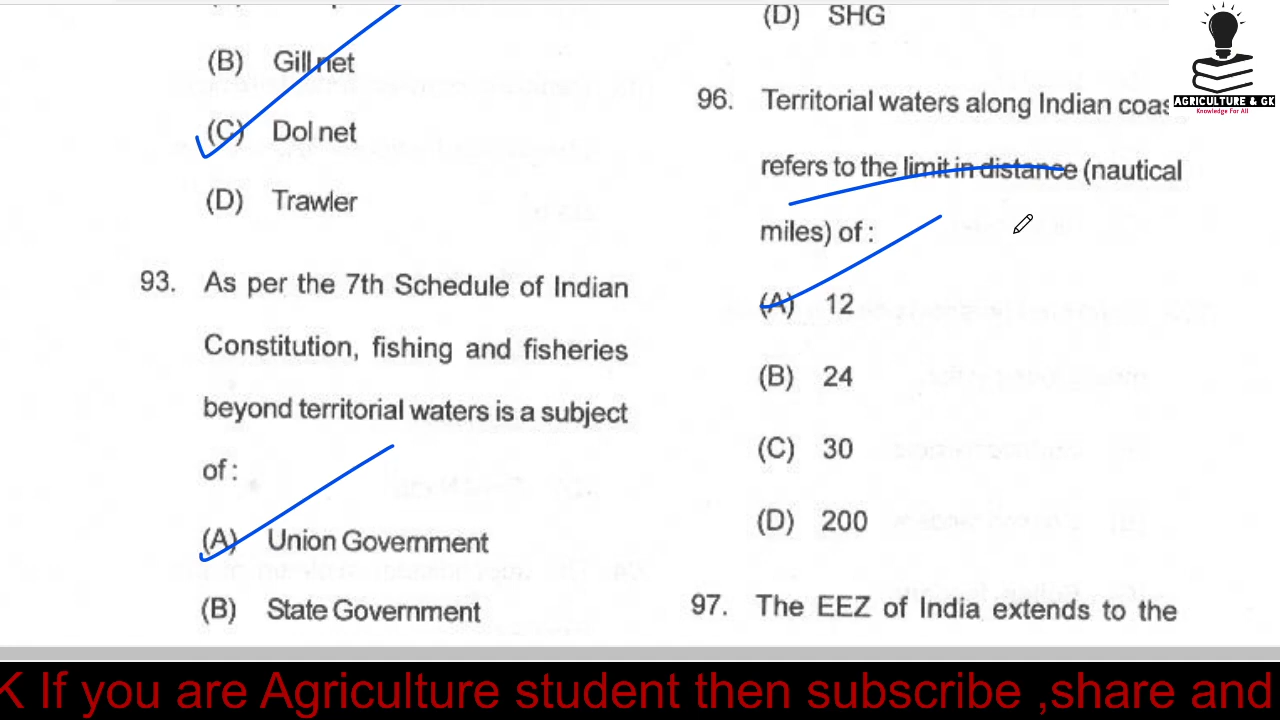 (B) Gill net
(C) Dol net
(D) Trawler
93. As per the 7th Schedule of Indian
Constitution, fishing and fisheries
beyond territorial waters is a subject
of :
(A) Union Government
(B) State Government
(D) SHG
96. Territorial waters along Indian coas
refers to the limit in distance (nautical
miles) of :
(A) 12
(B) 24
(C) 30
(D) 200
97. The EEZ of India extends to the
AGRICULTURE & GK
Knowledge For All
K If you are Agriculture student then subscribe ,share and